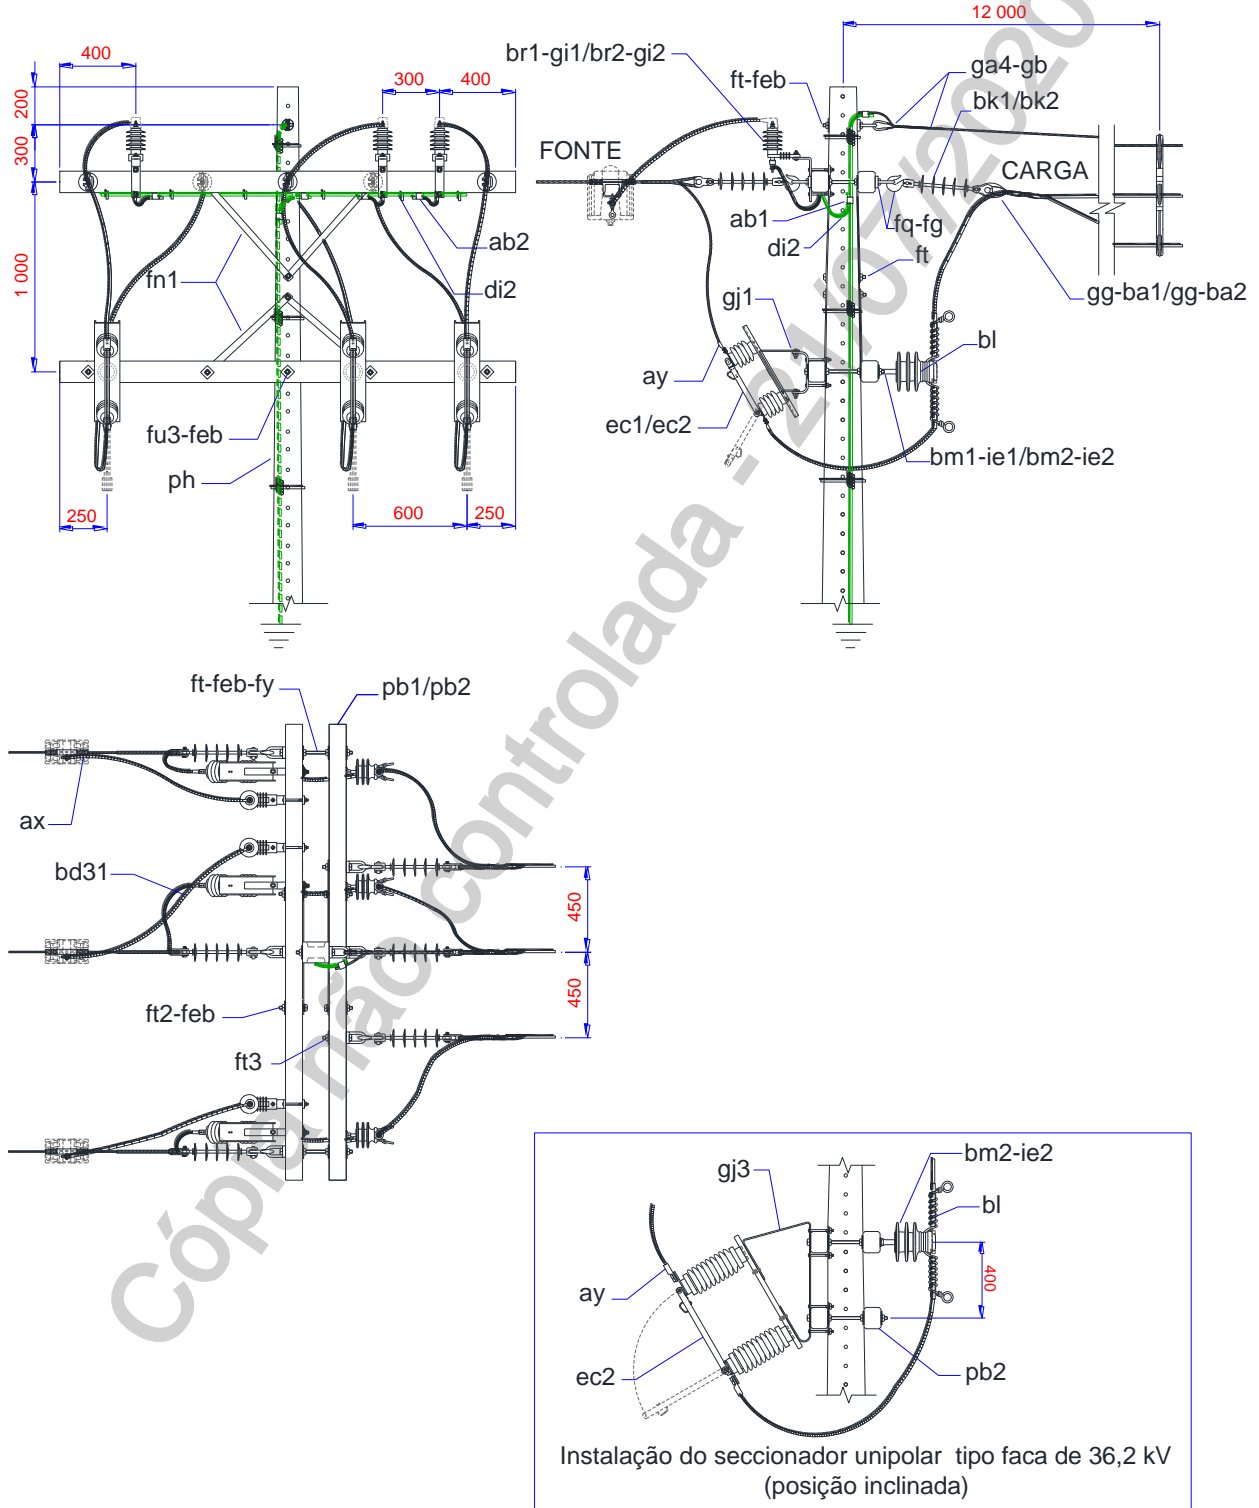 12 000
400
br1-gi1/br2-gi2
ft-feb
ga4-gb
bk1/bk2
200
300
400
300
FONTE
CARGA
ab1
fq-fg
ab2
di2
ft
1 000
fn1
di2
gj1
gg-ba1/gg-ba2
bl
ay
ec1/ec2
fu3-feb
bm1-ie1/bm2-ie2
ph
250
600
250
ft-feb-fy
pb1/pb2
ax
bd31
450
450
ft2-feb
ft3
gj3
bm2-ie2
bl
400
ay
ec2
pb2
Instalação do seccionador unipolar tipo faca de 36,2 kV
(posição inclinada)
Cópia não controlada - 21/07/2020